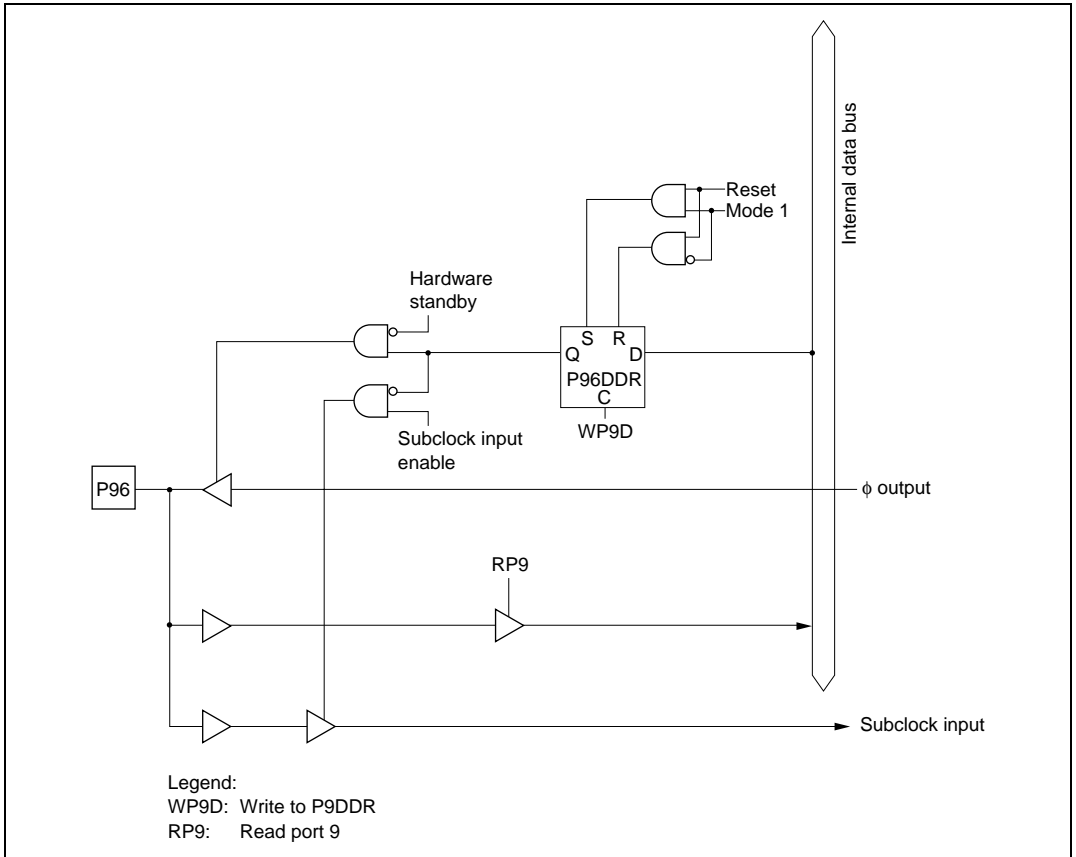 Internal data bus
Reset
Mode 1
Hardware
standby
S R
Q D
P96DDR
C
WP9D
Subclock input
enable
P96
ϕ output
RP9
Subclock input
Legend:
WP9D: Write to P9DDR
RP9: Read port 9